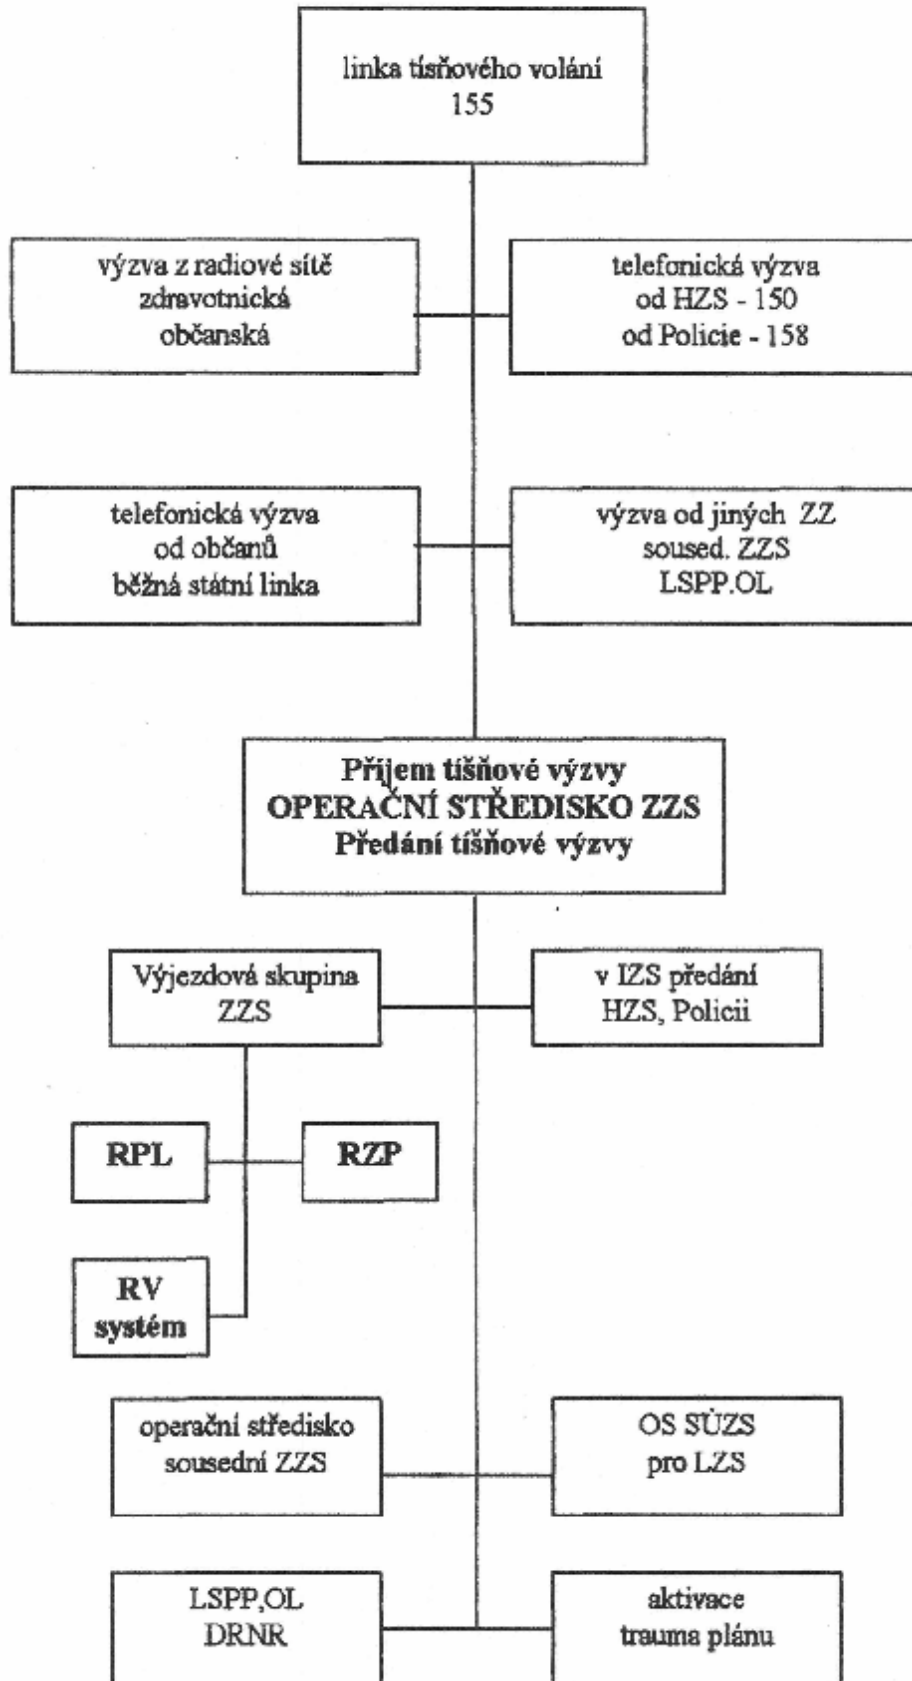 linka tísňového volání
155
výzva z radiové sítě
zdravotnická
občanská
telefonická výzva
od HZS - 150
od Policie - 158
telefonická výzva
od občanů
běžná státní linka
výzva od jiných ZZ
soused. ZZS
LSPP.OL
Příjem tíšňové výzvy
OPERAČNÍ STŘEDISKO ZZS
Předání tíšňové výzvy
Výjezdová skupina
ZZS
v IZS předání
HZS, Policii
RPL
RZP
RV
systém
operační středisko
sousední ZZS
OS SÚZS
pro LZS
LSPP,OL
DRNR
aktivace
trauma plánu